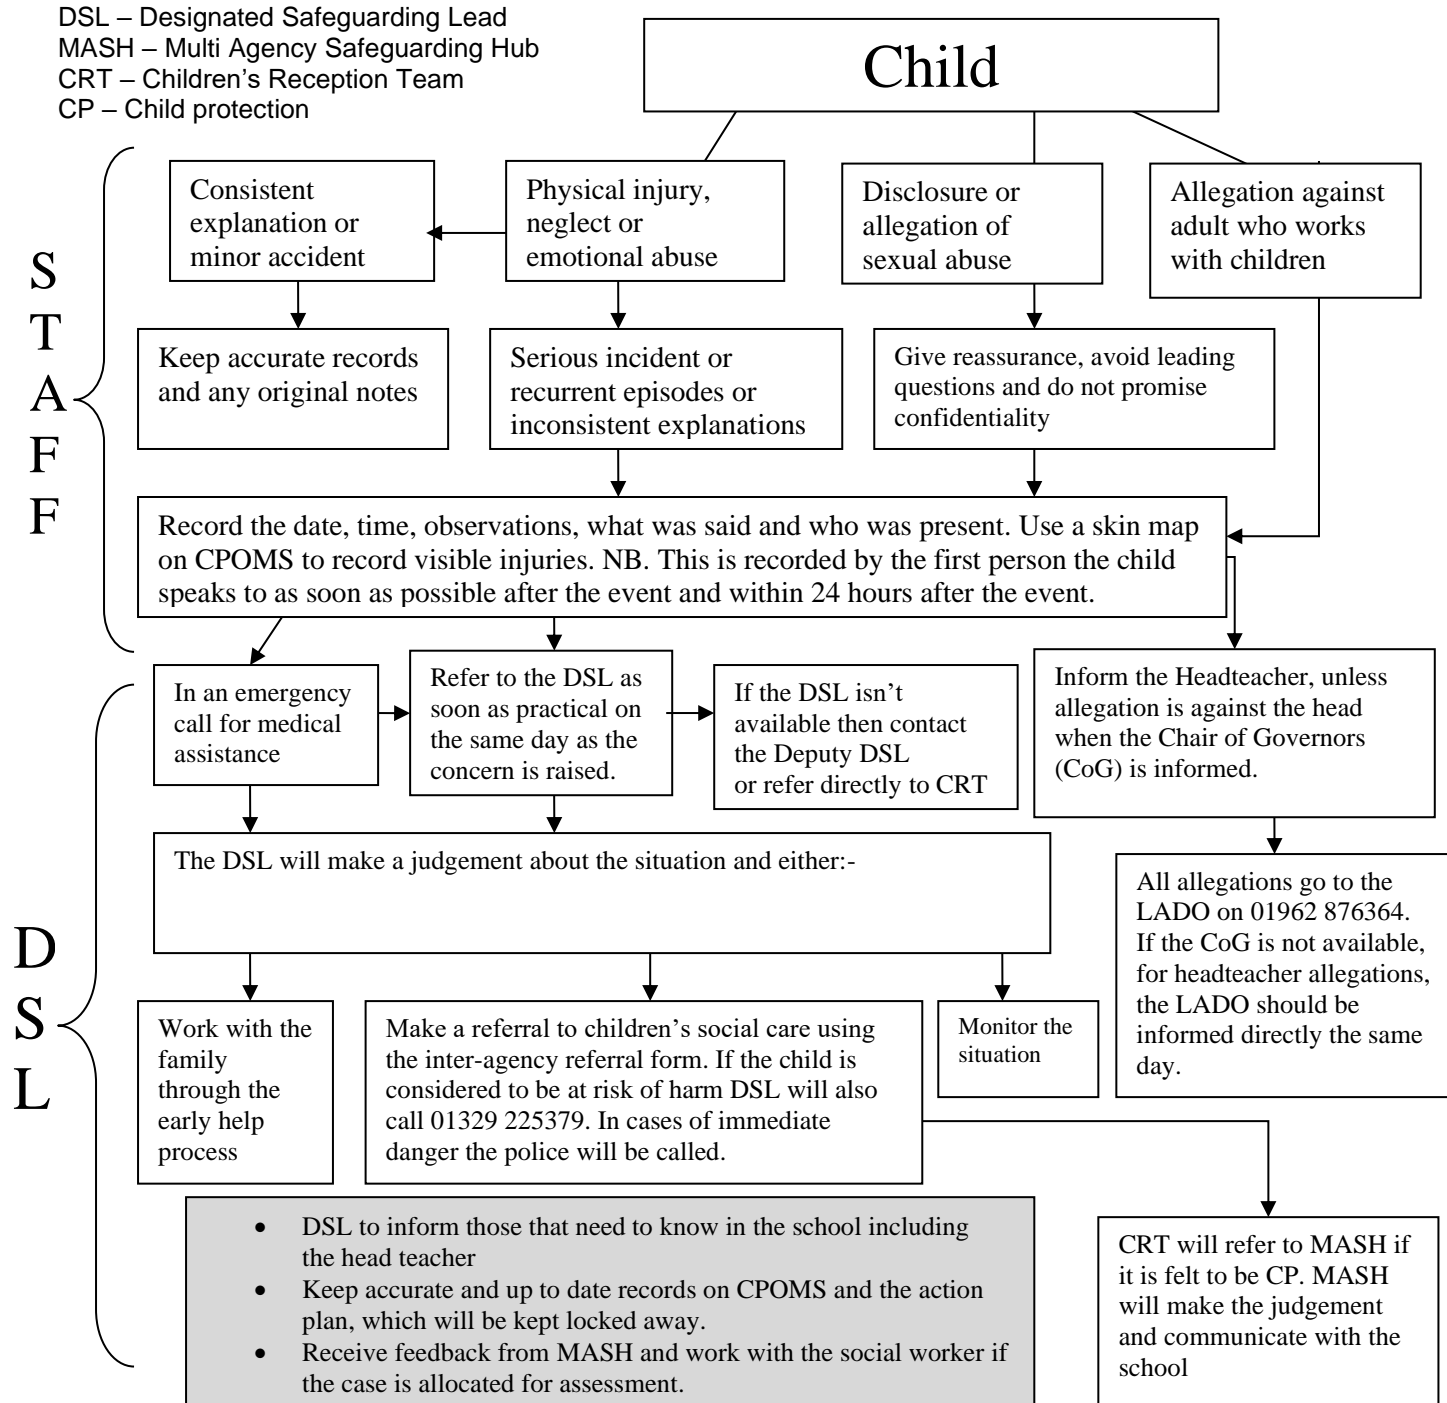 DSL – Designated Safeguarding Lead
MASH – Multi Agency Safeguarding Hub
CRT – Children's Reception Team
CP – Child protection
Child
S
T
A
F
F
Consistent
explanation or
minor accident
Physical injury,
neglect or
emotional abuse
Disclosure or
allegation of
sexual abuse
Allegation against
adult who works
with children
Keep accurate records
and any original notes
Serious incident or
recurrent episodes or
inconsistent explanations
Give reassurance, avoid leading
questions and do not promise
confidentiality
Record the date, time, observations, what was said and who was present. Use a skin map
on CPOMS to record visible injuries. NB. This is recorded by the first person the child
speaks to as soon as possible after the event and within 24 hours after the event.
D
S
L
In an emergency
call for medical
assistance
Refer to the DSL as
soon as practical on
the same day as the
concern is raised.
If the DSL isn't
available then contact
the Deputy DSL
or refer directly to CRT
Inform the Headteacher, unless
allegation is against the head
when the Chair of Governors
(CoG) is informed.
The DSL will make a judgement about the situation and either:-
All allegations go to the
LADO on 01962 876364.
If the CoG is not available,
for headteacher allegations,
the LADO should be
informed directly the same
day.
Work with the
family
through the
early help
process
Make a referral to children's social care using
the inter-agency referral form. If the child is
considered to be at risk of harm DSL will also
call 01329 225379. In cases of immediate
danger the police will be called.
Monitor the
situation
• DSL to inform those that need to know in the school including
the head teacher
• Keep accurate and up to date records on CPOMS and the action
plan, which will be kept locked away.
• Receive feedback from MASH and work with the social worker if
the case is allocated for assessment.
CRT will refer to MASH if
it is felt to be CP. MASH
will make the judgement
and communicate with the
school